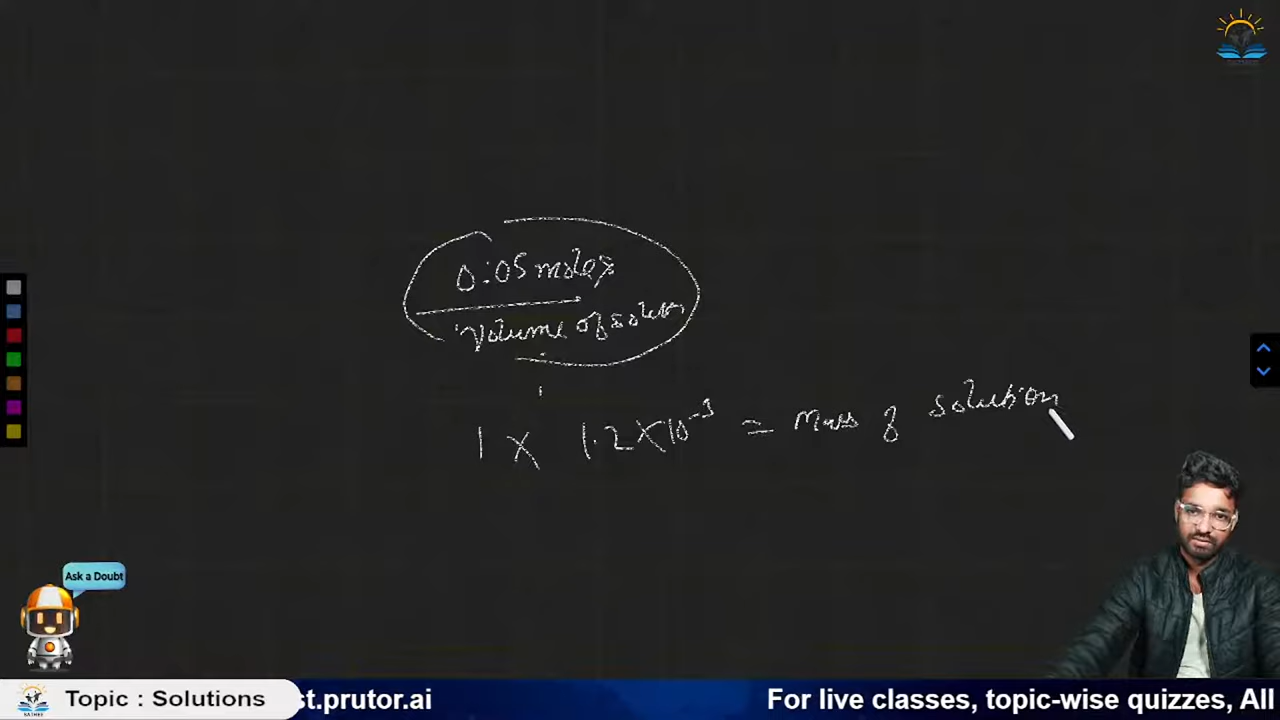 0.05 moles
Volume of solution
1 x 1.2 x 10⁻³ = Mass of solution
Ask a Doubt
Topic : Solutions
st.prutor.ai
For live classes, topic-wise quizzes, All